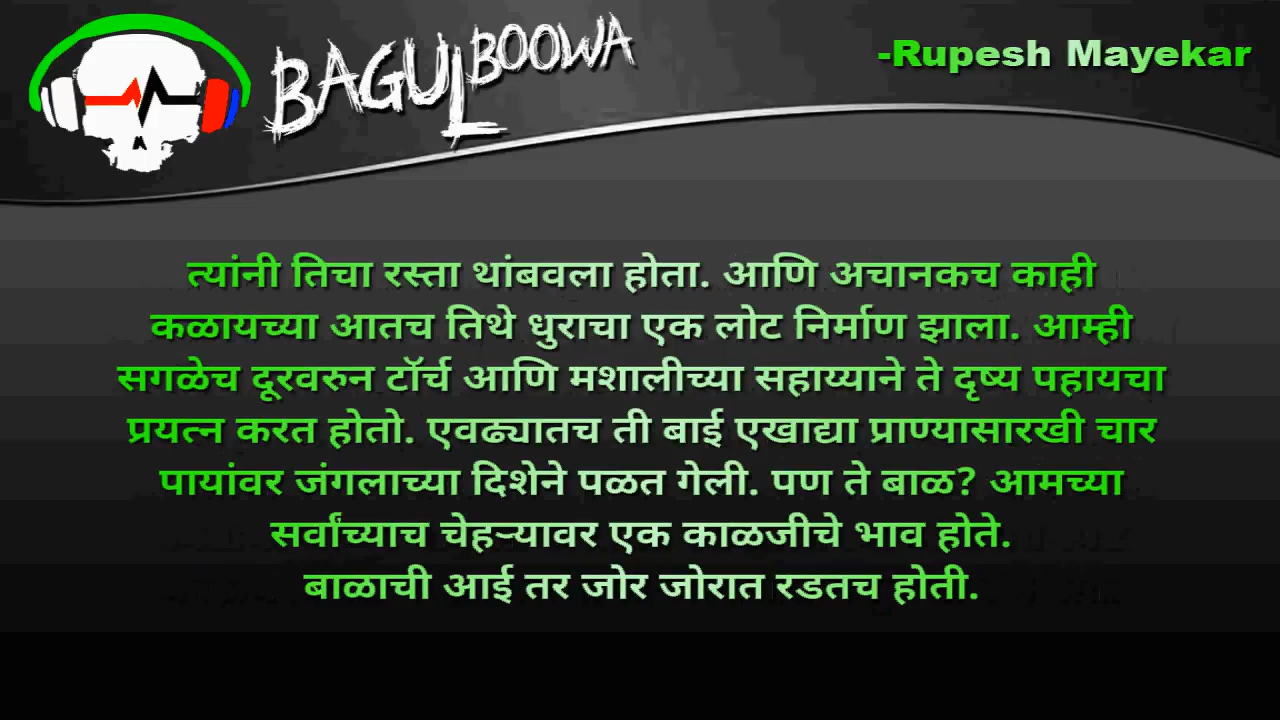 BAGULBOOWA
-Rupesh Mayekar
त्यांनी तिचा रस्ता थांबवला होता. आणि अचानकच काही
कळायच्या आतच तिथे धुराचा एक लोट निर्माण झाला. आम्ही
सगळेच दूरवरुन टॉर्च आणि मशालीच्या सहाय्याने ते दृष्य पहायचा
प्रयत्न करत होतो. एवढ्यातच ती बाई एखाद्या प्राण्यासारखी चार
पायांवर जंगलाच्या दिशेने पळत गेली. पण ते बाळ? आमच्या
सर्वांच्याच चेहऱ्यावर एक काळजीचे भाव होते.
बाळाची आई तर जोर जोरात रडतच होती.